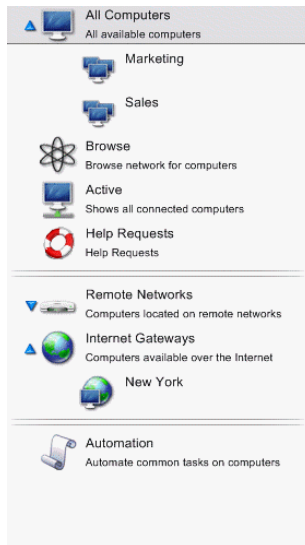 All Computers
All available computers
Marketing
Sales
Browse
Browse network for computers
Active
Shows all connected computers
Help Requests
Help Requests
Remote Networks
Computers located on remote networks
Internet Gateways
Computers available over the Internet
New York
Automation
Automate common tasks on computers